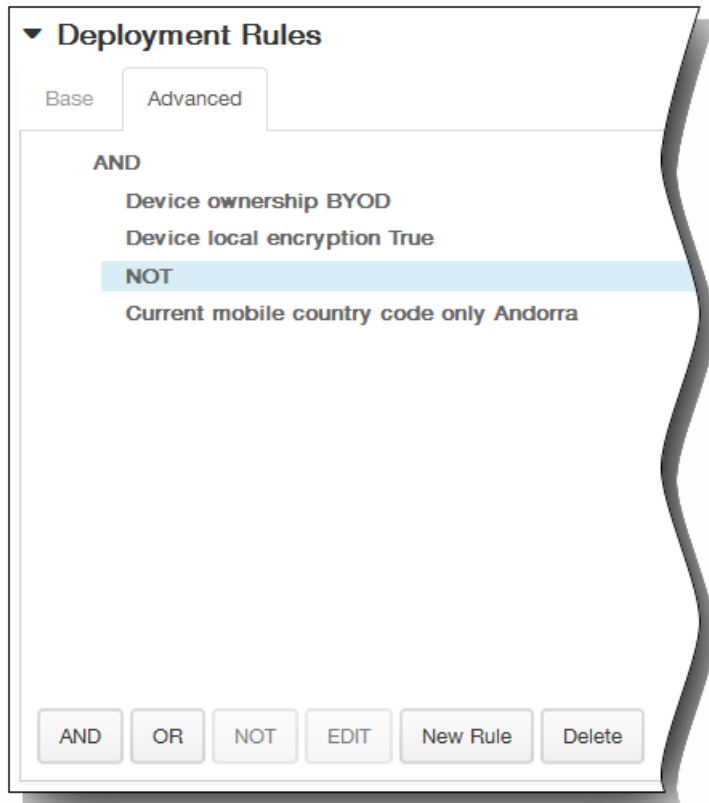 Deployment Rules
Base Advanced
AND
Device ownership BYOD
Device local encryption True
NOT
Current mobile country code only Andorra
AND OR NOT EDIT New Rule Delete